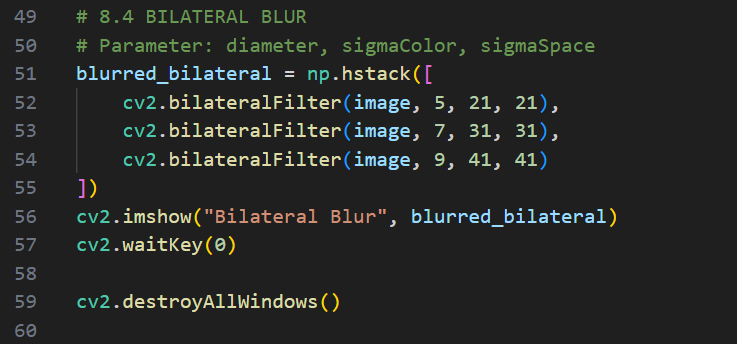 49 # 8.4 BILATERAL BLUR
50 # Parameter: diameter, sigmaColor, sigmaSpace
51 blurred_bilateral = np.hstack([
52     cv2.bilateralFilter(image, 5, 21, 21),
53     cv2.bilateralFilter(image, 7, 31, 31),
54     cv2.bilateralFilter(image, 9, 41, 41)
55 ])
56 cv2.imshow("Bilateral Blur", blurred_bilateral)
57 cv2.waitKey(0)
58
59 cv2.destroyAllWindows()
60